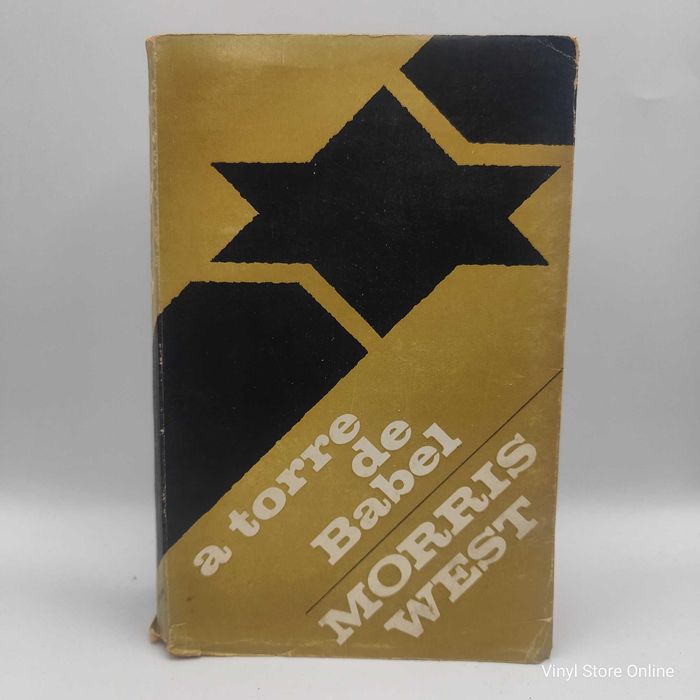 a torre
de
Babel
MORRIS
WEST
Vinyl Store Online